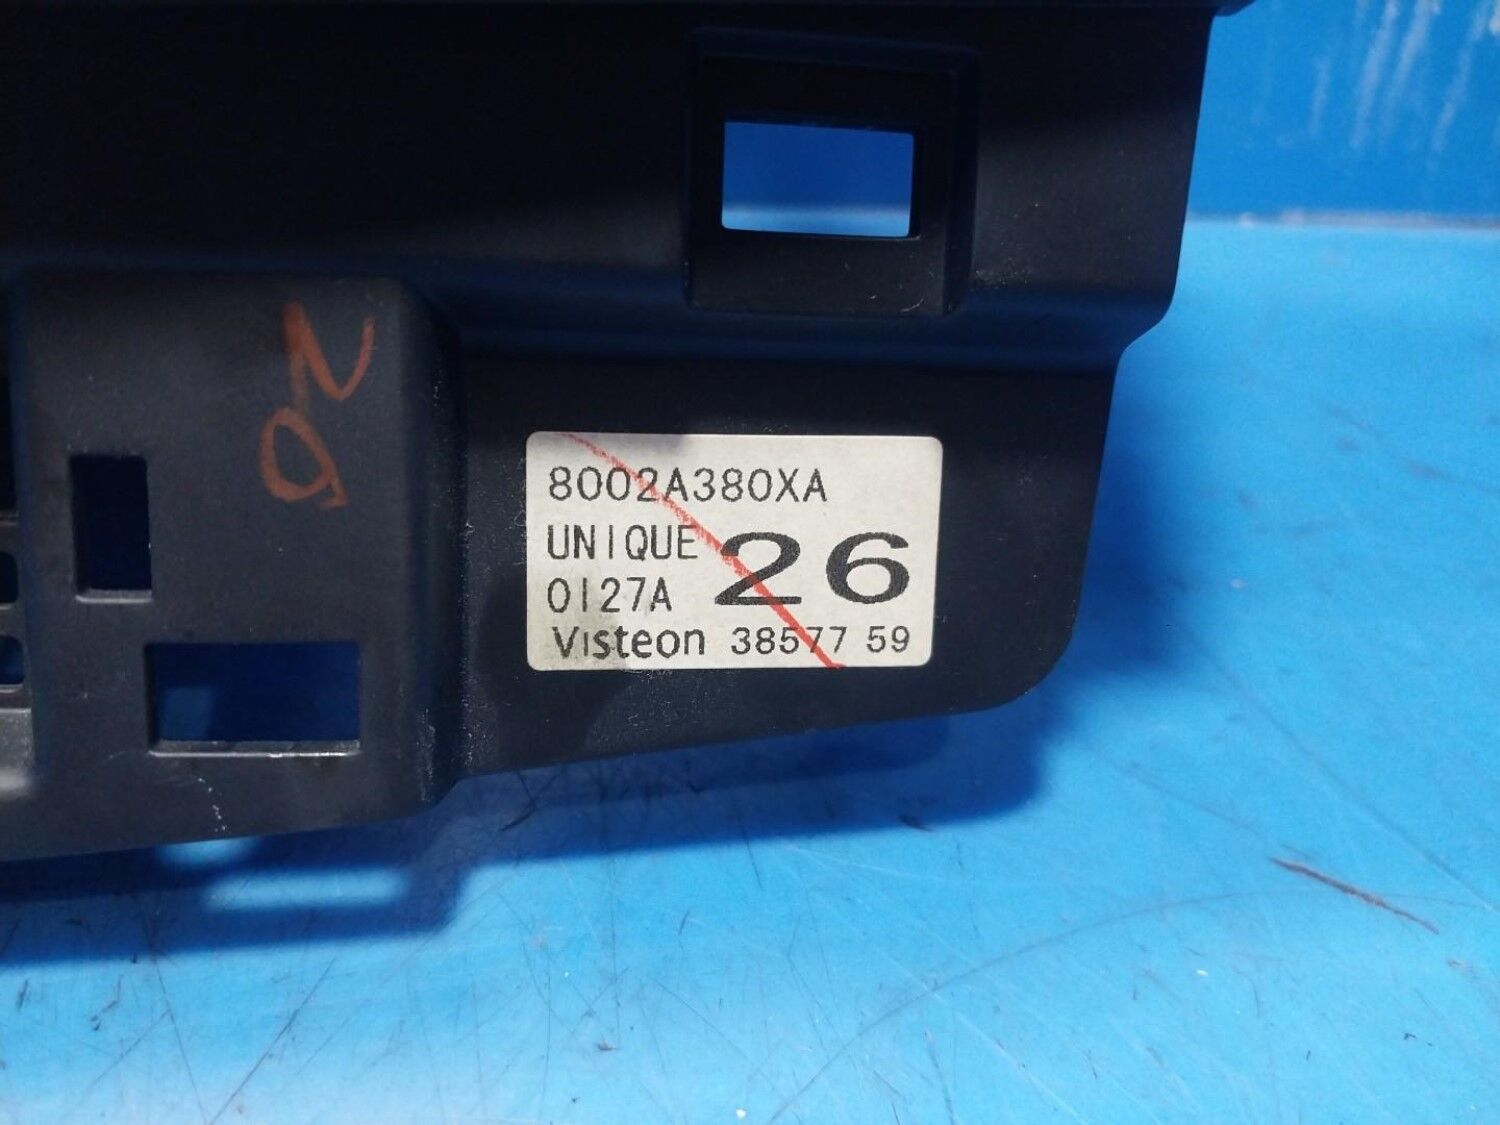 8002A380XA
UNIQUE
0127A
26
Visteon 38577 59